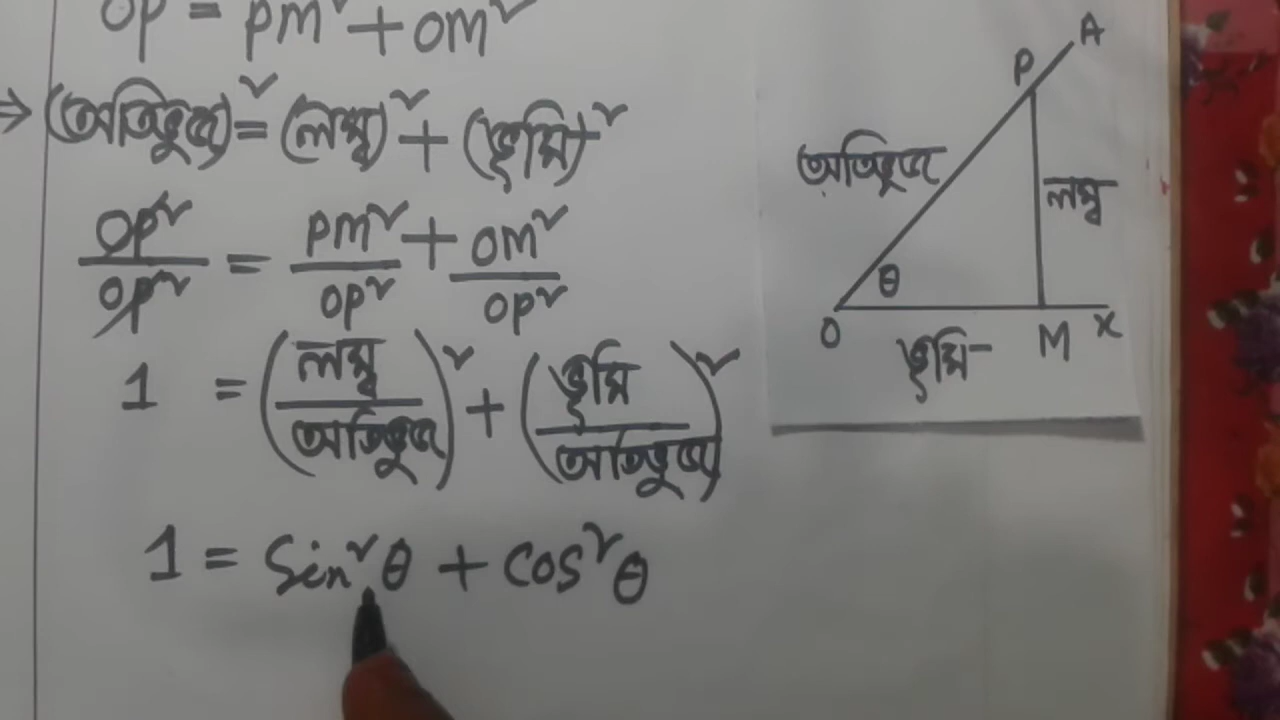 OP² = PM² + OM²
⇒ (অতিভুজ)² = (লম্ব)² + (ভূমি)²
OP²/OP² = PM²/OP² + OM²/OP²
1 = (লম্ব/অতিভুজ)² + (ভূমি/অতিভুজ)²
1 = Sin²θ + cos²θ
A
P
অতিভুজ
লম্ব
θ
O
ভূমি
M
X